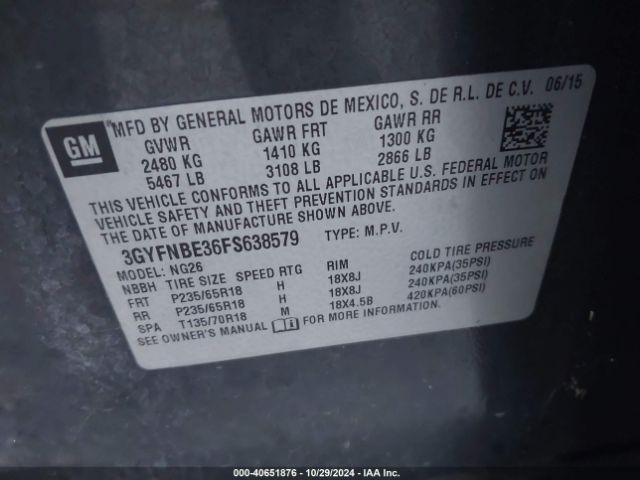 GM
MFD BY GENERAL MOTORS DE MEXICO, S. DE R.L. DE C.V. 06/15
GVWR GAWR FRT GAWR RR
2480 KG 1410 KG 1300 KG
5467 LB 3108 LB 2866 LB
THIS VEHICLE CONFORMS TO ALL APPLICABLE U.S. FEDERAL MOTOR
VEHICLE SAFETY AND THEFT PREVENTION STANDARDS IN EFFECT ON
THE DATE OF MANUFACTURE SHOWN ABOVE.
3GYFNBE36FS638579 TYPE: M.P.V.
MODEL: NG26
NBBH TIRE SIZE SPEED RTG RIM COLD TIRE PRESSURE
FRT P235/65R18 H 18X8J 240KPA(35PSI)
RR P235/65R18 H 18X8J 240KPA(35PSI)
SPA T135/70R18 M 18X4.5B 420KPA(60PSI)
SEE OWNER'S MANUAL FOR MORE INFORMATION.
000-40651876 | 10/29/2024 | IAA Inc.